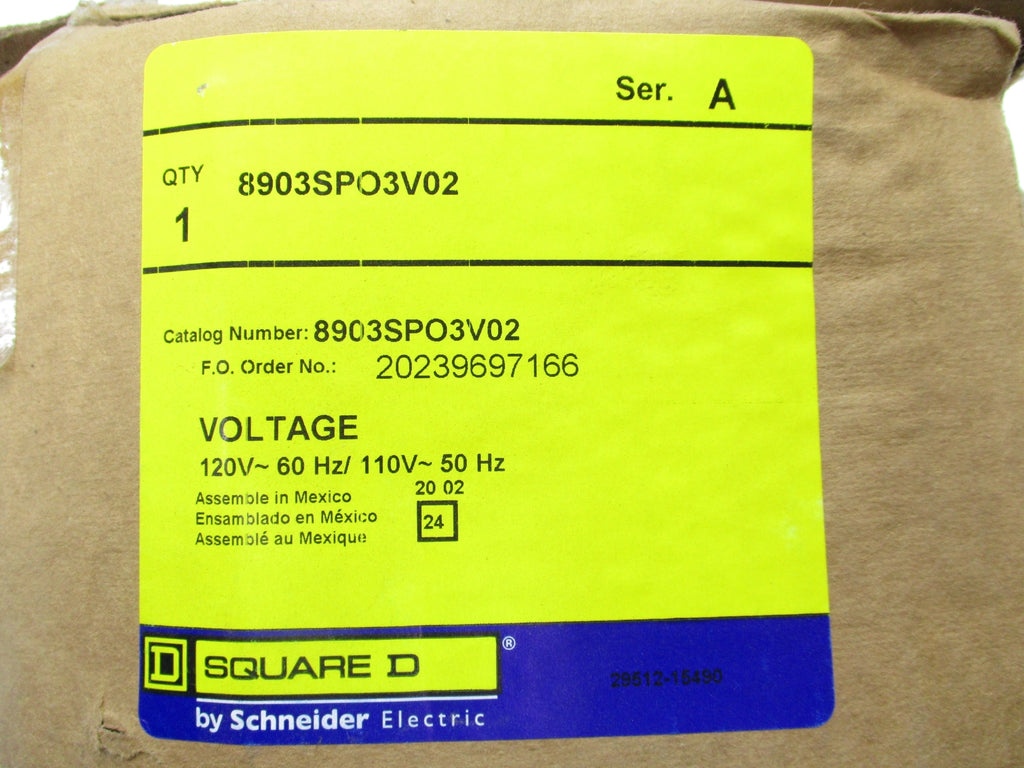 Ser. A
QTY 8903SPO3V02
1
Catalog Number: 8903SPO3V02
F.O. Order No.: 20239697166
VOLTAGE
120V~ 60 Hz/ 110V~ 50 Hz
Assemble in Mexico 20 02
Ensamblado en México 24
Assemblé au Mexique
D SQUARE D ®
29512-15490
by Schneider Electric